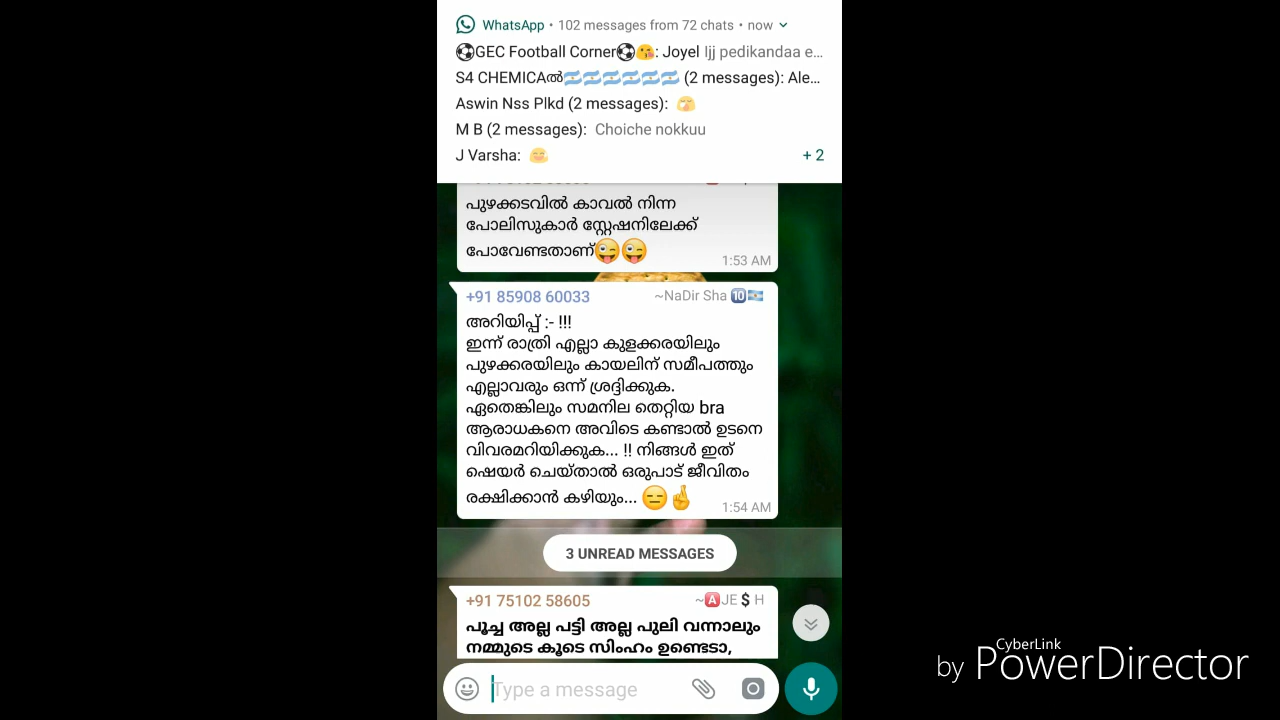 WhatsApp • 102 messages from 72 chats • now
⚽GEC Football Corner⚽😘: Joyel Ijj pedikandaa e...
S4 CHEMICAൽ🇦🇷🇦🇷🇦🇷🇦🇷🇦🇷🇦🇷 (2 messages): Ale...
Aswin Nss Plkd (2 messages):
M B (2 messages): Choiche nokkuu
J Varsha: + 2
പുഴക്കടവിൽ കാവൽ നിന്ന
പോലിസുകാർ സ്റ്റേഷനിലേക്ക്
പോവേണ്ടതാണ്😜😜
1:53 AM
+91 85908 60033 ~NaDir Sha 🔟🇦🇷
അറിയിപ്പ് :- !!!
ഇന്ന് രാത്രി എല്ലാ കുളക്കരയിലും
പുഴക്കരയിലും കായലിന് സമീപത്തും
എല്ലാവരും ഒന്ന് ശ്രദ്ദിക്കുക.
ഏതെങ്കിലും സമനില തെറ്റിയ bra
ആരാധകനെ അവിടെ കണ്ടാൽ ഉടനെ
വിവരമറിയിക്കുക... !! നിങ്ങൾ ഇത്
ഷെയർ ചെയ്താൽ ഒരുപാട് ജീവിതം
രക്ഷിക്കാൻ കഴിയും... 😑🤞
1:54 AM
3 UNREAD MESSAGES
+91 75102 58605 ~🅰JE💲H
പൂച്ച അല്ല പട്ടി അല്ല പുലി വന്നാലും
നമ്മുടെ കൂടെ സിംഹം ഉണ്ടെടാ,
Type a message
CyberLink
by PowerDirector